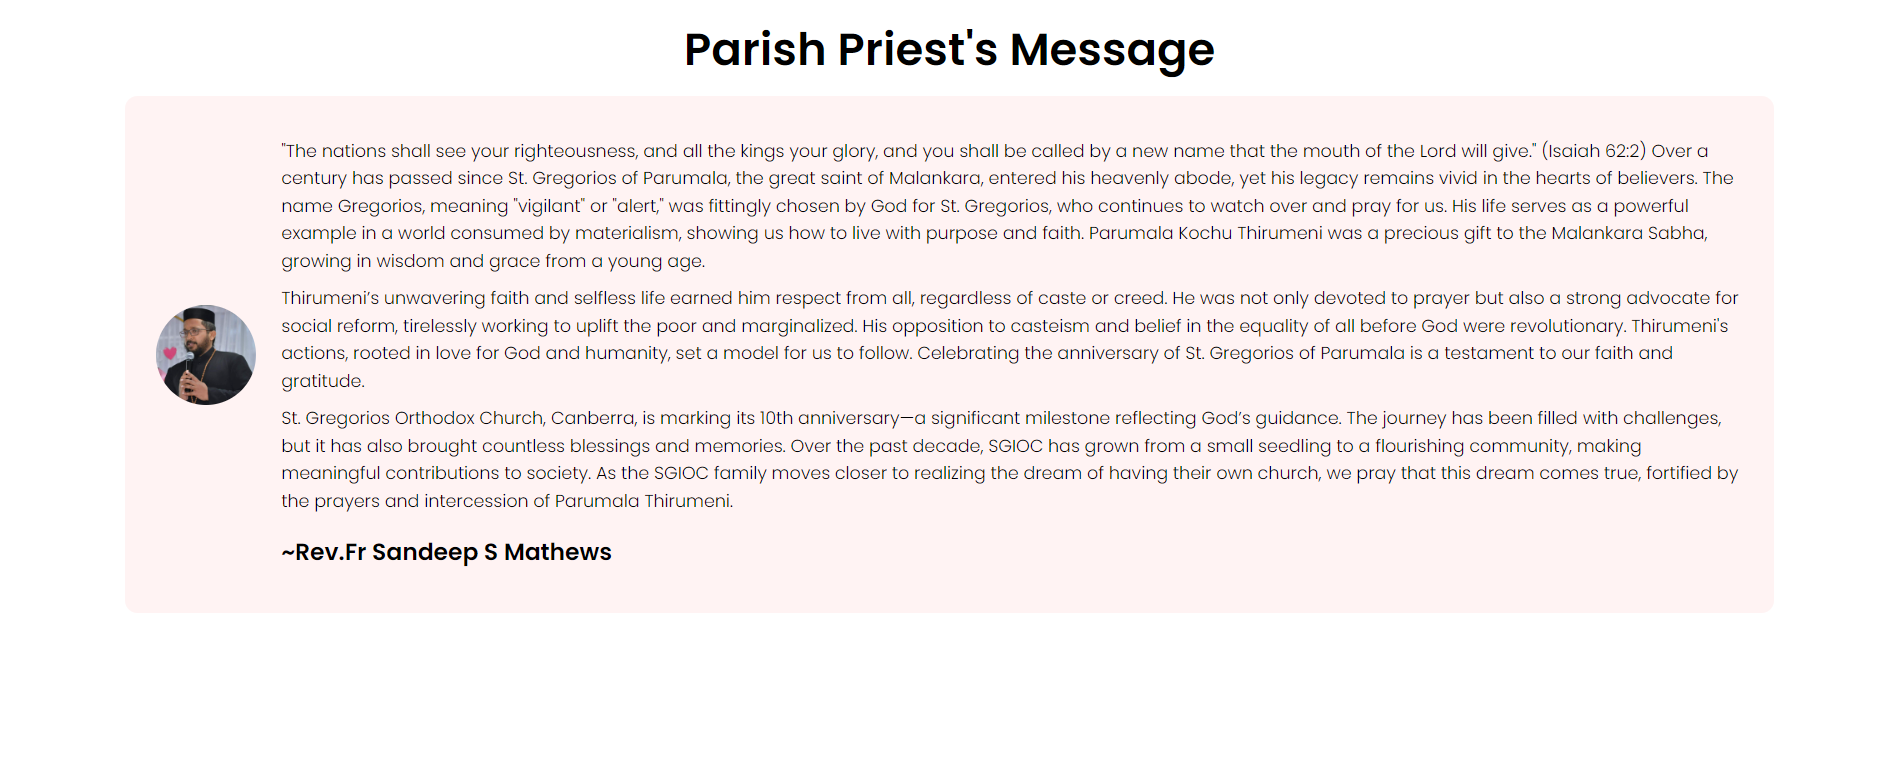 Parish Priest's Message
"The nations shall see your righteousness, and all the kings your glory, and you shall be called by a new name that the mouth of the Lord will give." (Isaiah 62:2) Over a
century has passed since St. Gregorios of Parumala, the great saint of Malankara, entered his heavenly abode, yet his legacy remains vivid in the hearts of believers. The
name Gregorios, meaning "vigilant" or "alert," was fittingly chosen by God for St. Gregorios, who continues to watch over and pray for us. His life serves as a powerful
example in a world consumed by materialism, showing us how to live with purpose and faith. Parumala Kochu Thirumeni was a precious gift to the Malankara Sabha,
growing in wisdom and grace from a young age.
Thirumeni’s unwavering faith and selfless life earned him respect from all, regardless of caste or creed. He was not only devoted to prayer but also a strong advocate for
social reform, tirelessly working to uplift the poor and marginalized. His opposition to casteism and belief in the equality of all before God were revolutionary. Thirumeni's
actions, rooted in love for God and humanity, set a model for us to follow. Celebrating the anniversary of St. Gregorios of Parumala is a testament to our faith and
gratitude.
St. Gregorios Orthodox Church, Canberra, is marking its 10th anniversary—a significant milestone reflecting God’s guidance. The journey has been filled with challenges,
but it has also brought countless blessings and memories. Over the past decade, SGIOC has grown from a small seedling to a flourishing community, making
meaningful contributions to society. As the SGIOC family moves closer to realizing the dream of having their own church, we pray that this dream comes true, fortified by
the prayers and intercession of Parumala Thirumeni.
~Rev.Fr Sandeep S Mathews